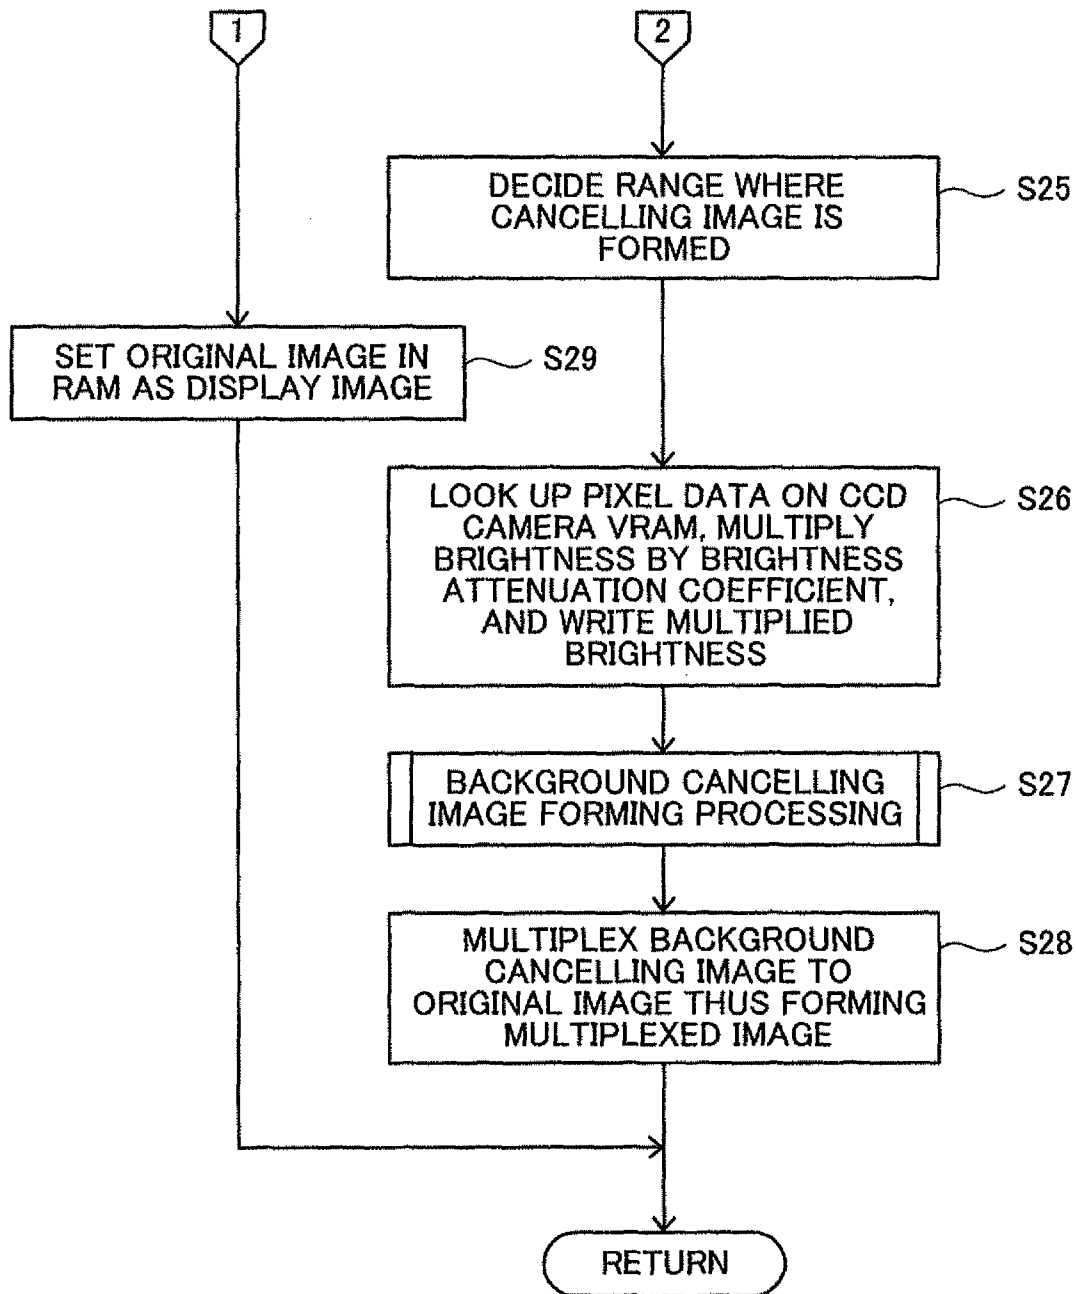 1
2
DECIDE RANGE WHERE
CANCELLING IMAGE IS
FORMED
S25
SET ORIGINAL IMAGE IN
RAM AS DISPLAY IMAGE
S29
LOOK UP PIXEL DATA ON CCD
CAMERA VRAM, MULTIPLY
BRIGHTNESS BY BRIGHTNESS
ATTENUATION COEFFICIENT,
AND WRITE MULTIPLIED
BRIGHTNESS
S26
BACKGROUND CANCELLING
IMAGE FORMING PROCESSING
S27
MULTIPLEX BACKGROUND
CANCELLING IMAGE TO
ORIGINAL IMAGE THUS FORMING
MULTIPLEXED IMAGE
S28
RETURN